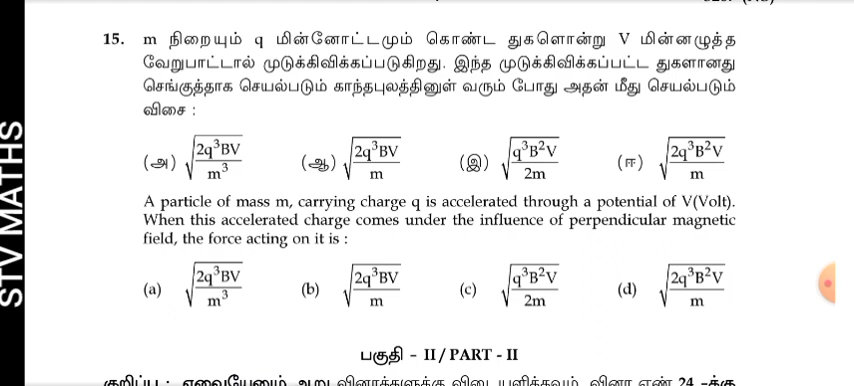 15. m நிறையும் q மின்னோட்டமும் கொண்ட துகளொன்று V மின்னழுத்த
வேறுபாட்டால் முடுக்கிவிக்கப்படுகிறது. இந்த முடுக்கிவிக்கப்பட்ட துகளானது
செங்குத்தாக செயல்படும் காந்தபுலத்தினுள் வரும் போது அதன் மீது செயல்படும்
விசை :
(அ) √(2q³BV/m³) (ஆ) √(2q³BV/m) (இ) √(q³B²V/2m) (ஈ) √(2q³B²V/m)
A particle of mass m, carrying charge q is accelerated through a potential of V(Volt).
When this accelerated charge comes under the influence of perpendicular magnetic
field, the force acting on it is :
(a) √(2q³BV/m³) (b) √(2q³BV/m) (c) √(q³B²V/2m) (d) √(2q³B²V/m)
பகுதி - II / PART - II
STV MATHS